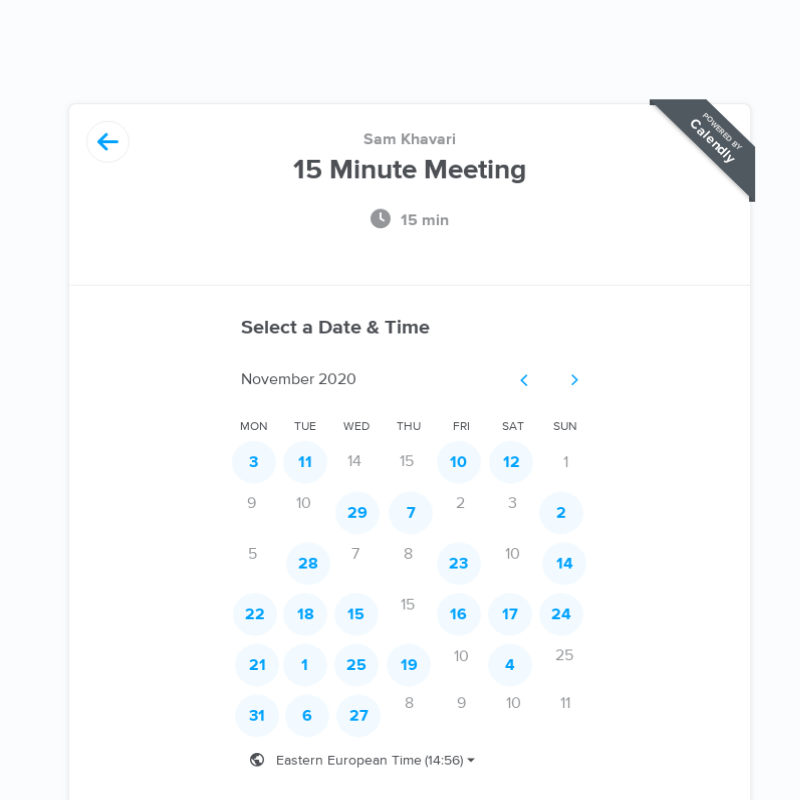 POWERED BY
Calendly
Sam Khavari
15 Minute Meeting
15 min
Select a Date & Time
November 2020
MON TUE WED THU FRI SAT SUN
3 11 14 15 10 12 1
9 10 29 7 2 3 2
5 28 7 8 23 10 14
22 18 15 15 16 17 24
21 1 25 19 10 4 25
31 6 27 8 9 10 11
Eastern European Time (14:56)